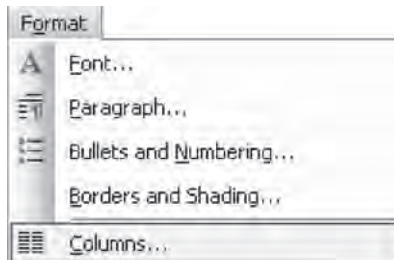 Format
Font...
Paragraph...
Bullets and Numbering...
Borders and Shading...
Columns...